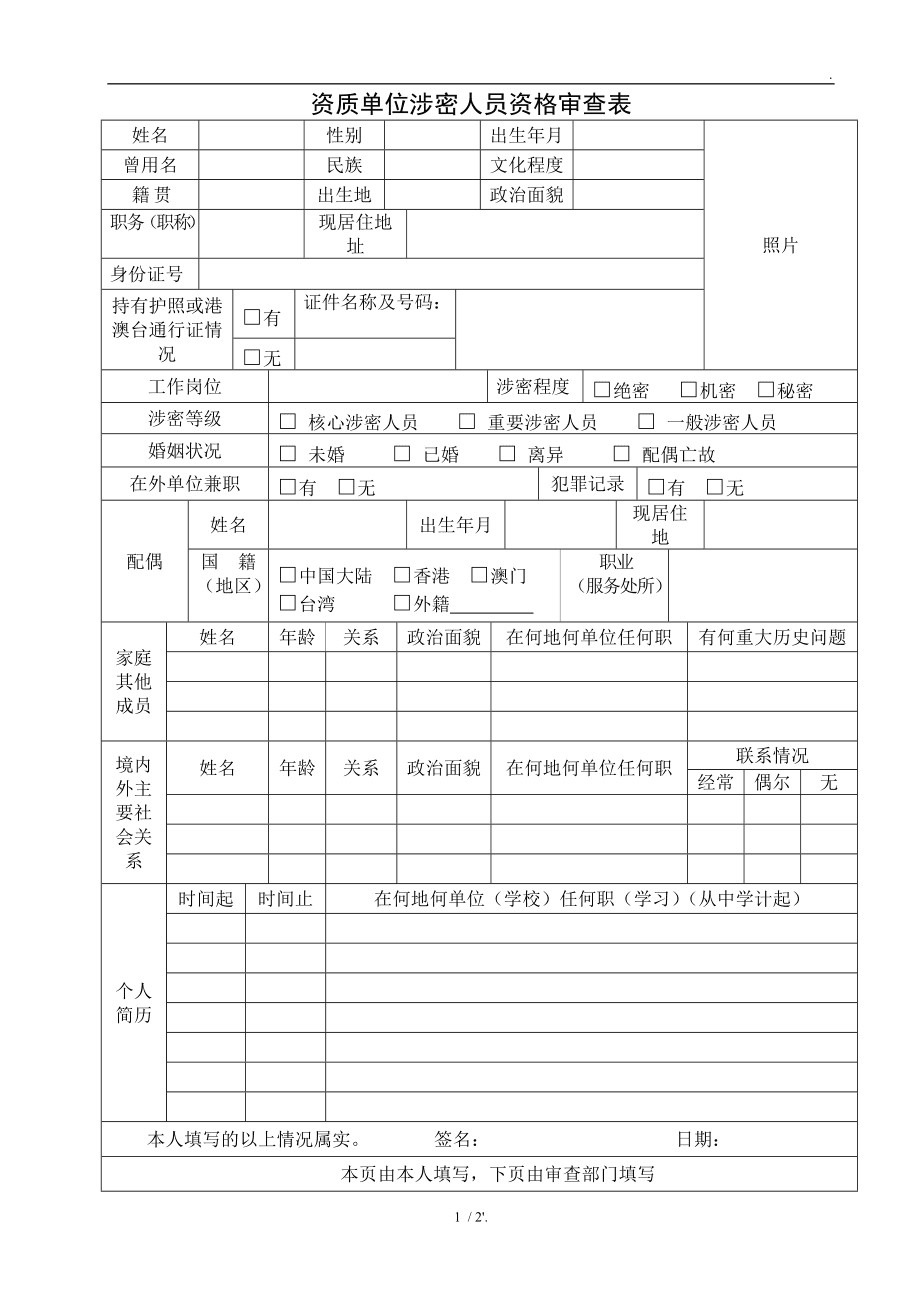 .
资质单位涉密人员资格审查表
姓名 性别 出生年月
曾用名 民族 文化程度
籍 贯 出生地 政治面貌
照片
职务（职称） 现居住地
址
身份证号
持有护照或港
澳台通行证情
况
□有 证件名称及号码：
□无
工作岗位 涉密程度 □绝密 □机密 □秘密
涉密等级 □ 核心涉密人员 □ 重要涉密人员 □ 一般涉密人员
婚姻状况 □ 未婚 □ 已婚 □ 离异 □ 配偶亡故
在外单位兼职 □有 □无 犯罪记录 □有 □无
配偶
姓名 出生年月 现居住
地
国 籍
（地区）
□中国大陆 □香港 □澳门
□台湾 □外籍
职业
（服务处所）
家庭
其他
成员
姓名 年龄 关系 政治面貌 在何地何单位任何职 有何重大历史问题
境内
外主
要社
会关
系
姓名 年龄 关系 政治面貌 在何地何单位任何职 联系情况
经常 偶尔 无
个人
简历
时间起 时间止 在何地何单位（学校）任何职（学习）（从中学计起）
本人填写的以上情况属实。 签名： 日期：
本页由本人填写，下页由审查部门填写
1 / 2'.